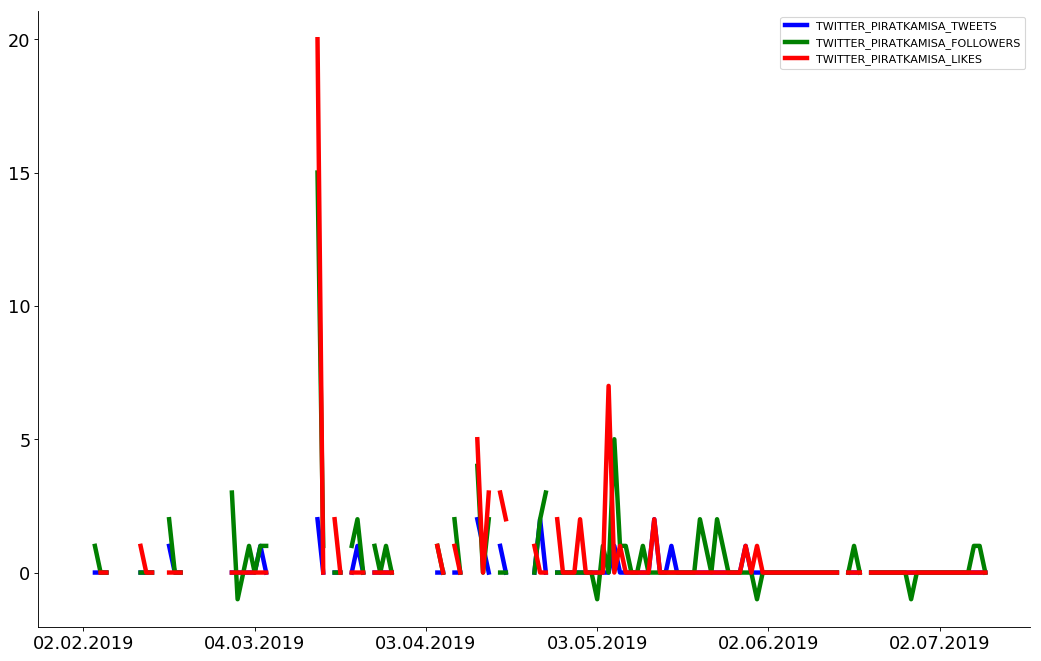 TWITTER_PIRATKAMISA_TWEETS
TWITTER_PIRATKAMISA_FOLLOWERS
TWITTER_PIRATKAMISA_LIKES
20
15
10
5
0
02.02.2019 04.03.2019 03.04.2019 03.05.2019 02.06.2019 02.07.2019